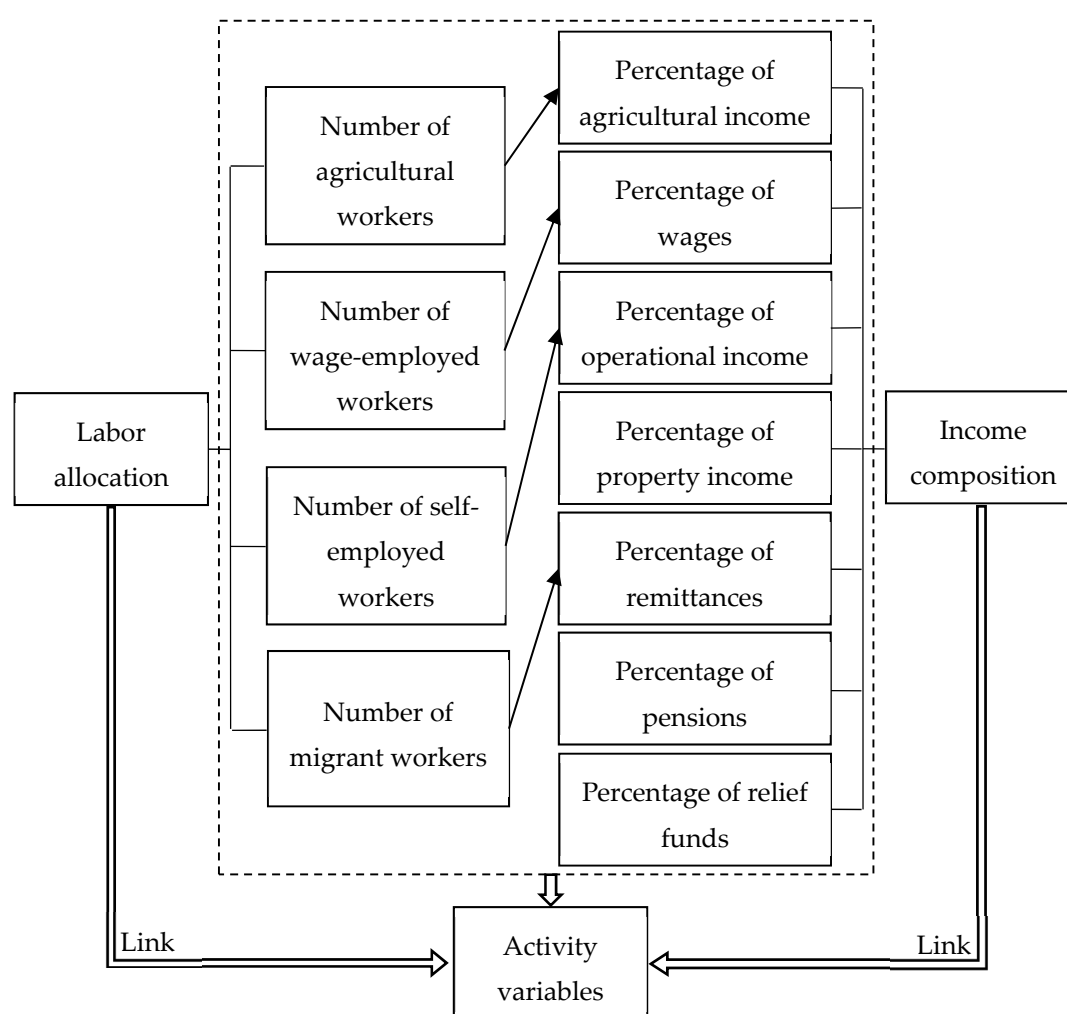 Labor
allocation
Number of
agricultural
workers
Number of
wage-employed
workers
Number of self-
employed
workers
Number of
migrant workers
Percentage of
agricultural income
Percentage of
wages
Percentage of
operational income
Percentage of
property income
Percentage of
remittances
Percentage of
pensions
Percentage of relief
funds
Income
composition
Link
Activity
variables
Link